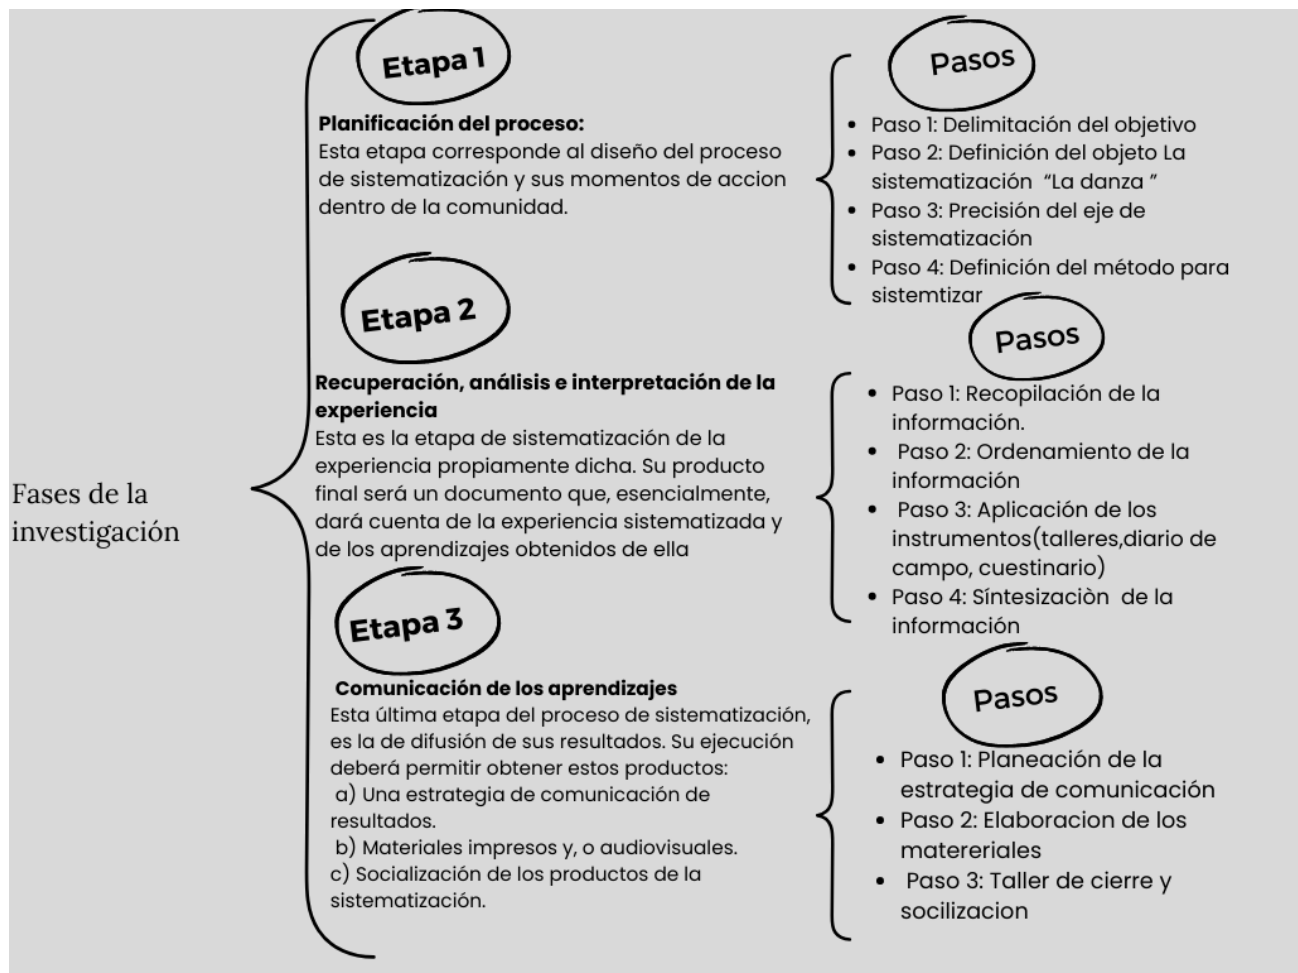 Fases de la
investigación
Etapa 1
Planificación del proceso:
Esta etapa corresponde al diseño del proceso
de sistematización y sus momentos de accion
dentro de la comunidad.
Pasos
• Paso 1: Delimitación del objetivo
• Paso 2: Definición del objeto La
sistematización “La danza ”
• Paso 3: Precisión del eje de
sistematización
• Paso 4: Definición del método para
sistemtizar
Etapa 2
Recuperación, análisis e interpretación de la
experiencia
Esta es la etapa de sistematización de la
experiencia propiamente dicha. Su producto
final será un documento que, esencialmente,
dará cuenta de la experiencia sistematizada y
de los aprendizajes obtenidos de ella
Pasos
• Paso 1: Recopilación de la
información.
• Paso 2: Ordenamiento de la
información
• Paso 3: Aplicación de los
instrumentos(talleres,diario de
campo, cuestinario)
• Paso 4: Síntesizaciòn de la
información
Etapa 3
Comunicación de los aprendizajes
Esta última etapa del proceso de sistematización,
es la de difusión de sus resultados. Su ejecución
deberá permitir obtener estos productos:
a) Una estrategia de comunicación de
resultados.
b) Materiales impresos y, o audiovisuales.
c) Socialización de los productos de la
sistematización.
Pasos
• Paso 1: Planeación de la
estrategia de comunicación
• Paso 2: Elaboracion de los
matereriales
• Paso 3: Taller de cierre y
socilizacion